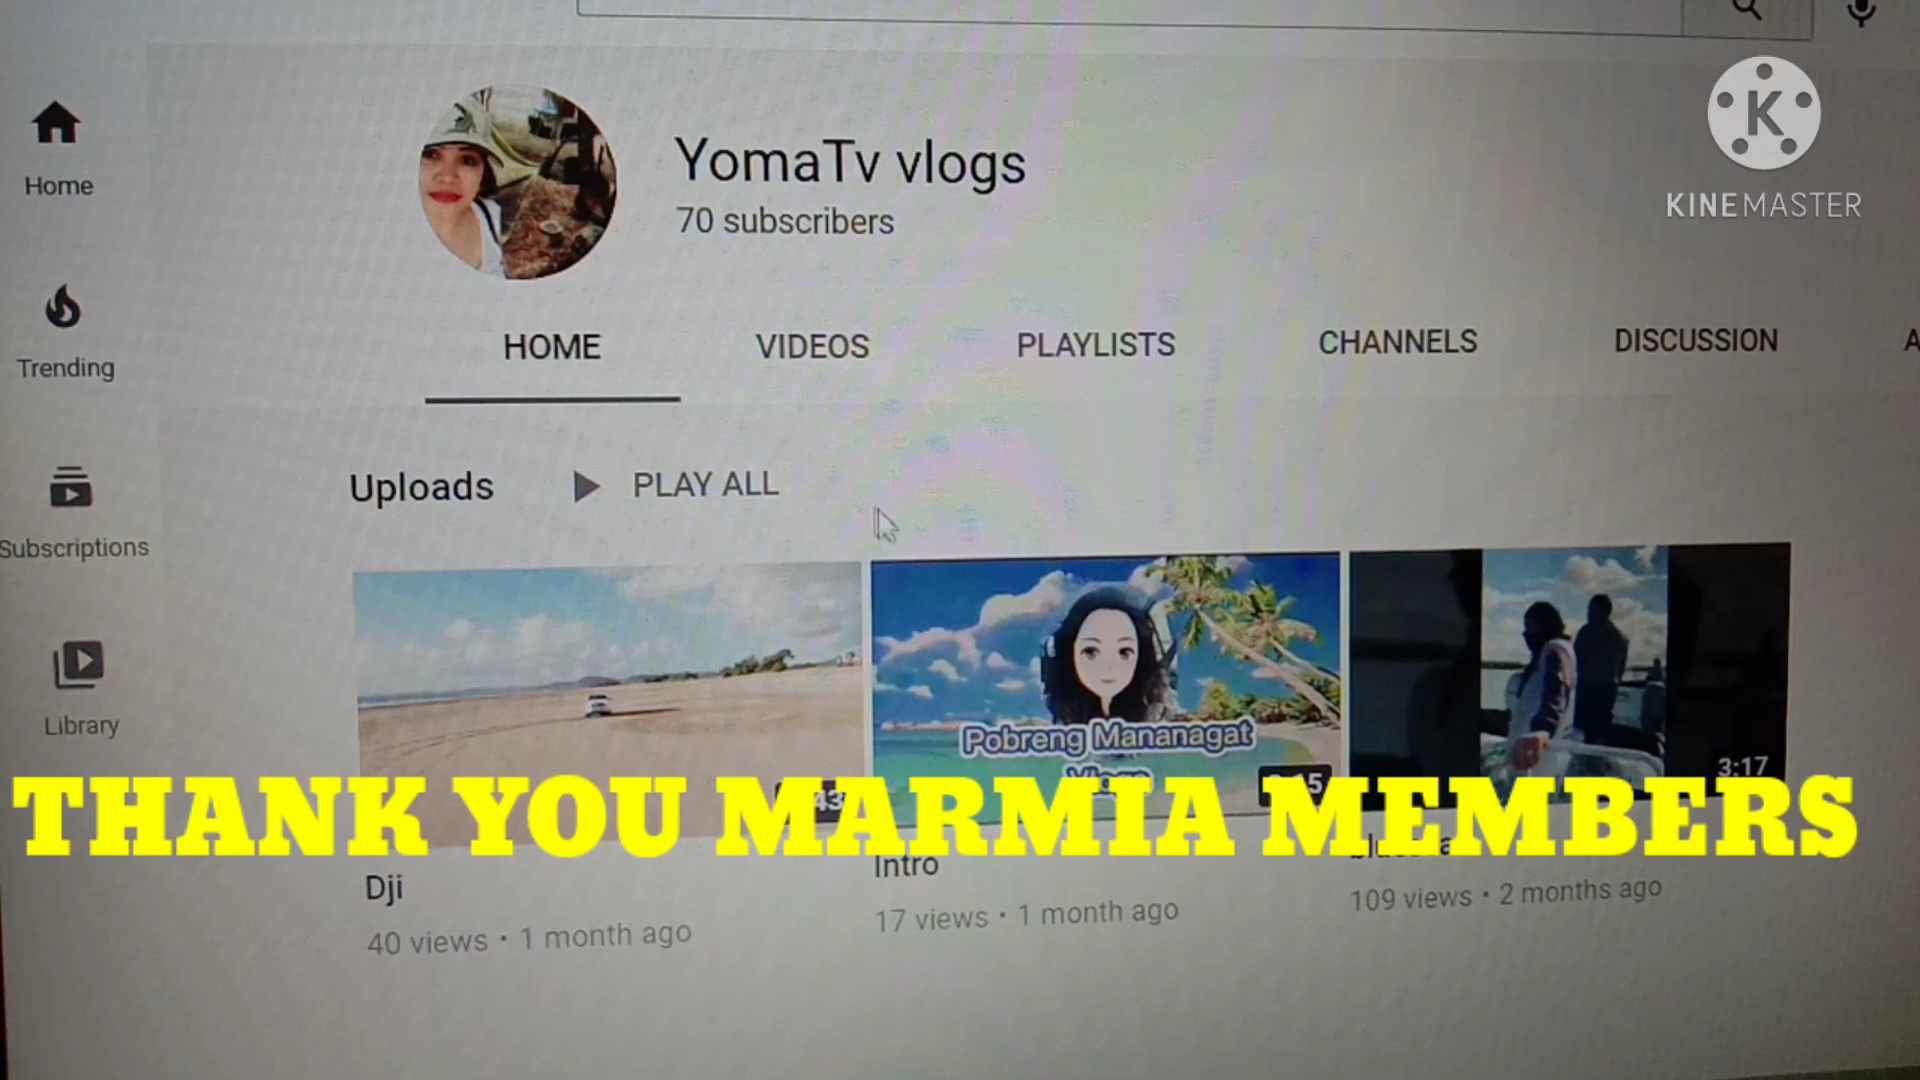 YomaTv vlogs
70 subscribers
KINEMASTER
Home
Trending
Subscriptions
Library
HOME VIDEOS PLAYLISTS CHANNELS DISCUSSION
Uploads PLAY ALL
Pobreng Mananagat
Vlogs
3:17
THANK YOU MARMIA MEMBERS
Dji
40 views • 1 month ago
Intro
17 views • 1 month ago
109 views • 2 months ago